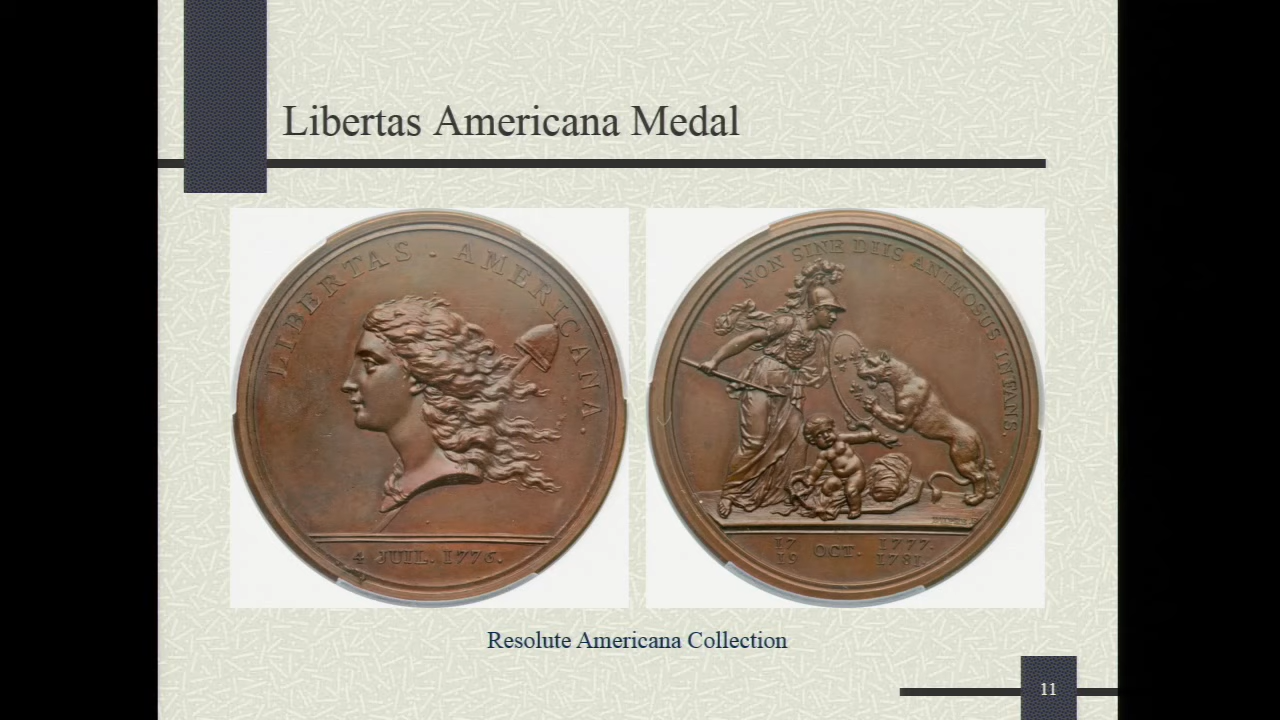 Libertas Americana Medal
LIBERTAS . AMERICANA.
4 JUIL. 1776.
NON SINE DIIS ANIMOSUS INFANS.
17 OCT. 1777.
19 1781.
Resolute Americana Collection
11